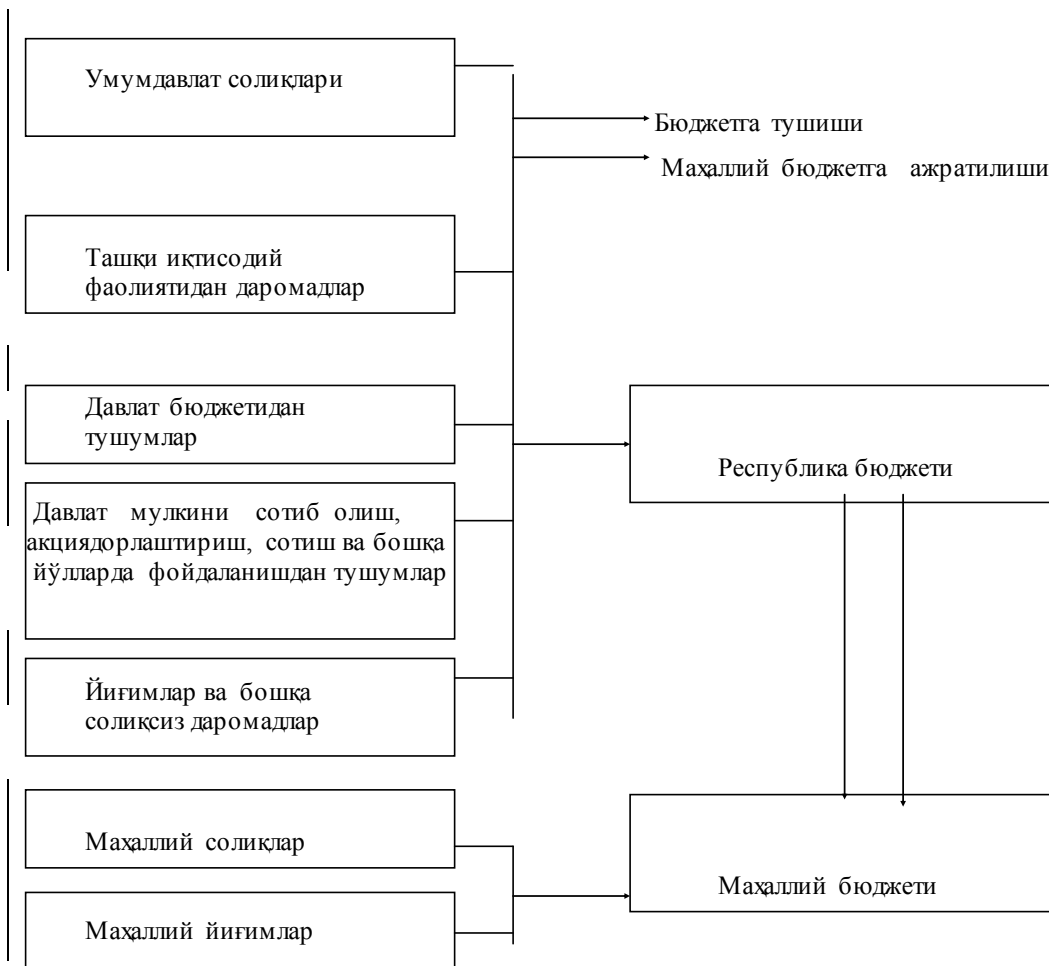 Умумдавлат солиқлари
Бюджетга тушиши
Маҳаллий бюджетга ажратилиши
Ташқи иқтисодий
фаолиятидан даромадлар
Давлат бюджетидан
тушумлар
Республика бюджети
Давлат мулкини сотиб олиш,
акциядорлаштириш, сотиш ва бошқа
йўлларда фойдаланишдан тушумлар
Йиғимлар ва бошқа
солиқсиз даромадлар
Маҳаллий солиқлар
Маҳаллий бюджети
Маҳаллий йиғимлар